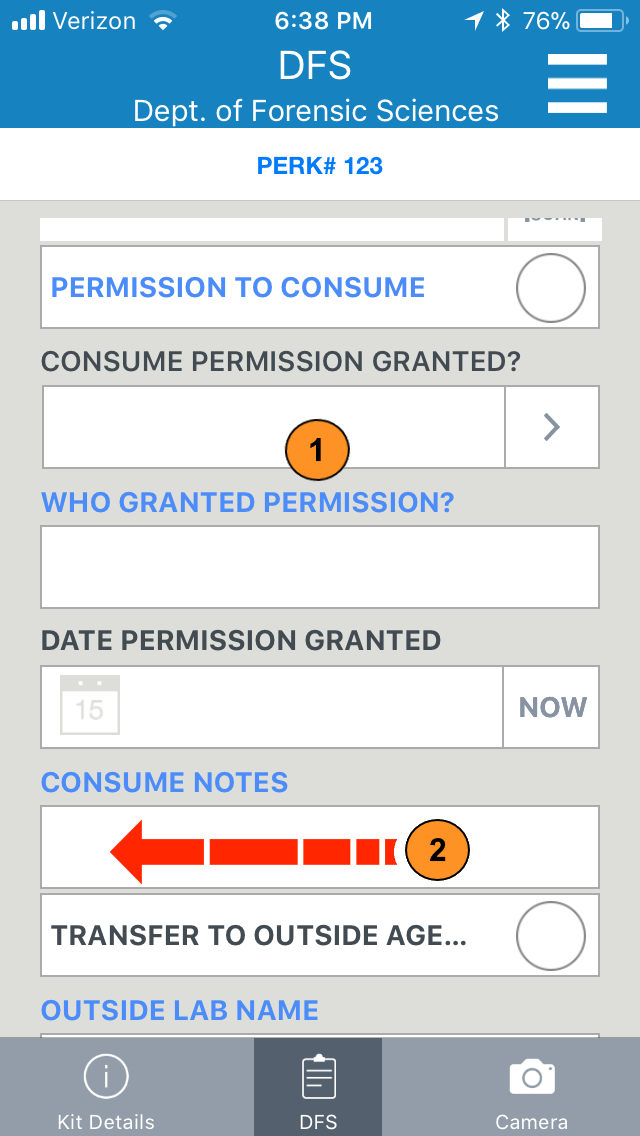 Verizon 6:38 PM 76%
DFS
Dept. of Forensic Sciences
PERK# 123
PERMISSION TO CONSUME
CONSUME PERMISSION GRANTED?
1
WHO GRANTED PERMISSION?
DATE PERMISSION GRANTED
15 NOW
CONSUME NOTES
2
TRANSFER TO OUTSIDE AGE...
OUTSIDE LAB NAME
Kit Details DFS Camera